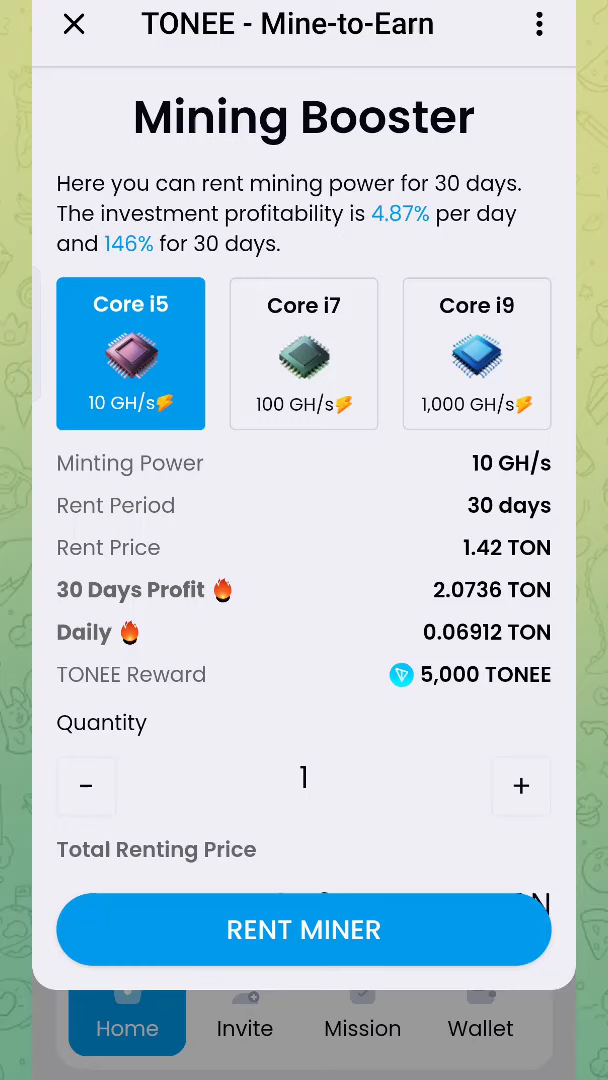 TONEE - Mine-to-Earn
Mining Booster
Here you can rent mining power for 30 days.
The investment profitability is 4.87% per day
and 146% for 30 days.
Core i5
Core i7
Core i9
10 GH/s⚡
100 GH/s⚡
1,000 GH/s⚡
Minting Power 10 GH/s
Rent Period 30 days
Rent Price 1.42 TON
30 Days Profit 🔥 2.0736 TON
Daily 🔥 0.06912 TON
TONEE Reward 5,000 TONEE
Quantity
- 1 +
Total Renting Price
RENT MINER
Home Invite Mission Wallet